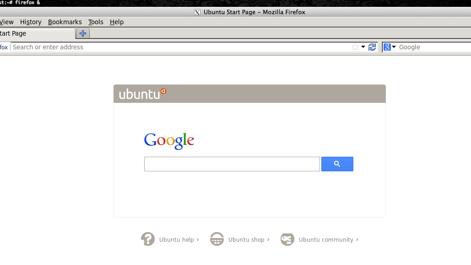 st:~# firefox &
Ubuntu Start Page - Mozilla Firefox
View History Bookmarks Tools Help
tart Page
fox Search or enter address Google
ubuntu
Google
Ubuntu help › Ubuntu shop › Ubuntu community ›